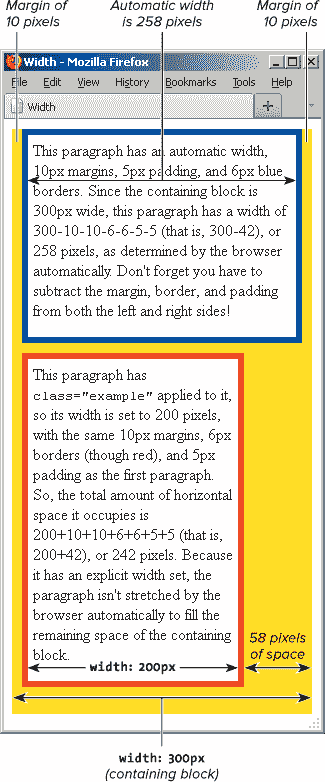 Margin of
10 pixels
Automatic width
is 258 pixels
Margin of
10 pixels
Width - Mozilla Firefox
File Edit View History Bookmarks Tools Help
Width
This paragraph has an automatic width,
10px margins, 5px padding, and 6px blue
borders. Since the containing block is
300px wide, this paragraph has a width of
300-10-10-6-6-5-5 (that is, 300-42), or
258 pixels, as determined by the browser
automatically. Don't forget you have to
subtract the margin, border, and padding
from both the left and right sides!
This paragraph has
class="example" applied to it,
so its width is set to 200 pixels,
with the same 10px margins, 6px
borders (though red), and 5px
padding as the first paragraph.
So, the total amount of horizontal
space it occupies is
200+10+10+6+6+5+5 (that is,
200+42), or 242 pixels. Because
it has an explicit width set, the
paragraph isn't stretched by the
browser automatically to fill the
remaining space of the containing
block.
width: 200px
58 pixels
of space
width: 300px
(containing block)